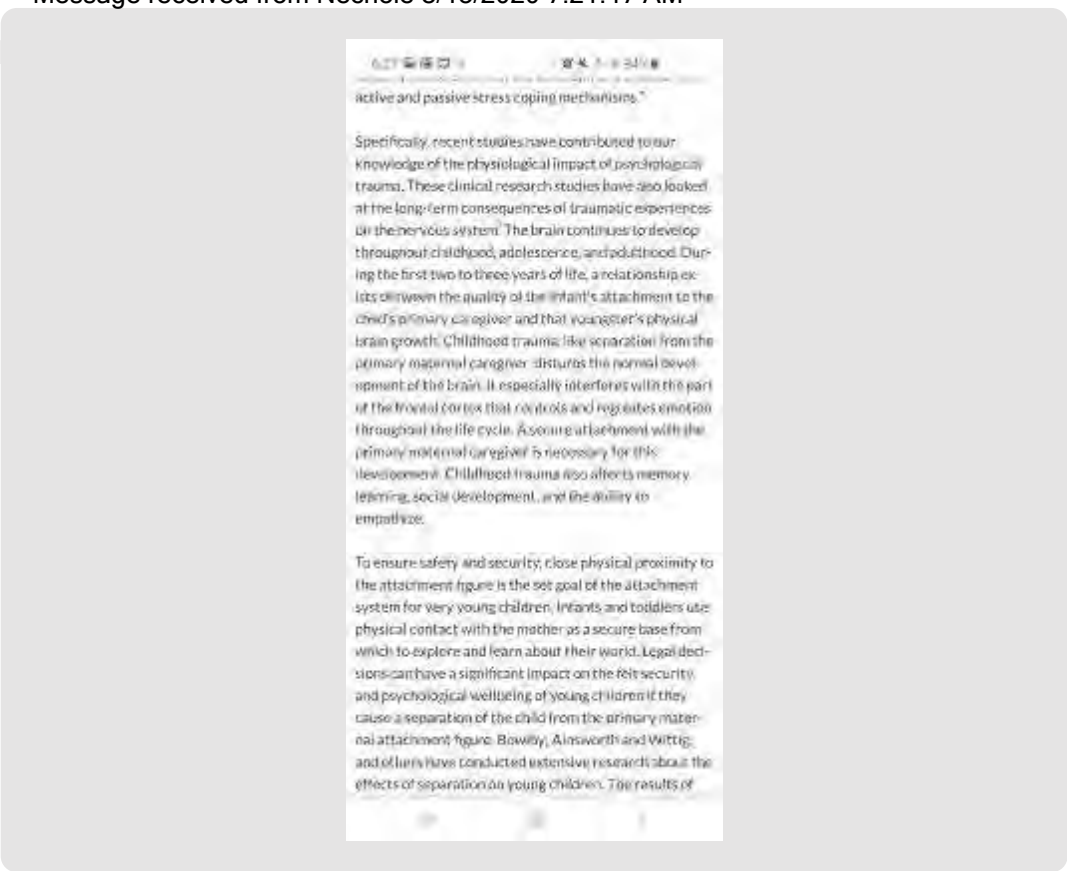 Message received from 7:21:17 AM
active and passive stress coping mechanisms."
Specifically, recent studies have contributed to our
knowledge of the physiological impact of psychological
trauma. These clinical research studies have also looked
at the long-term consequences of traumatic experiences
on the nervous system. The brain continues to develop
throughout childhood, adolescence, and adulthood. Dur-
ing the first two to three years of life, a relationship ex-
ists between the quality of the infant's attachment to the
child's primary caregiver and that youngster's physical
brain growth. Childhood trauma, like separation from the
primary maternal caregiver, disturbs the normal devel-
opment of the brain. It especially interferes with the part
of the frontal cortex that controls and regulates emotion
throughout the life cycle. A secure attachment with the
primary maternal caregiver is necessary for this
development. Childhood trauma also affects memory,
learning, social development, and the ability to
empathize.
To ensure safety and security, close physical proximity to
the attachment figure is the set goal of the attachment
system for very young children. Infants and toddlers use
physical contact with the mother as a secure base from
which to explore and learn about their world. Legal deci-
sions can have a significant impact on the felt security
and psychological wellbeing of young children if they
cause a separation of the child from the primary mater-
nal attachment figure. Bowlby, Ainsworth and Wittig,
and others have conducted extensive research about the
effects of separation on young children. The results of